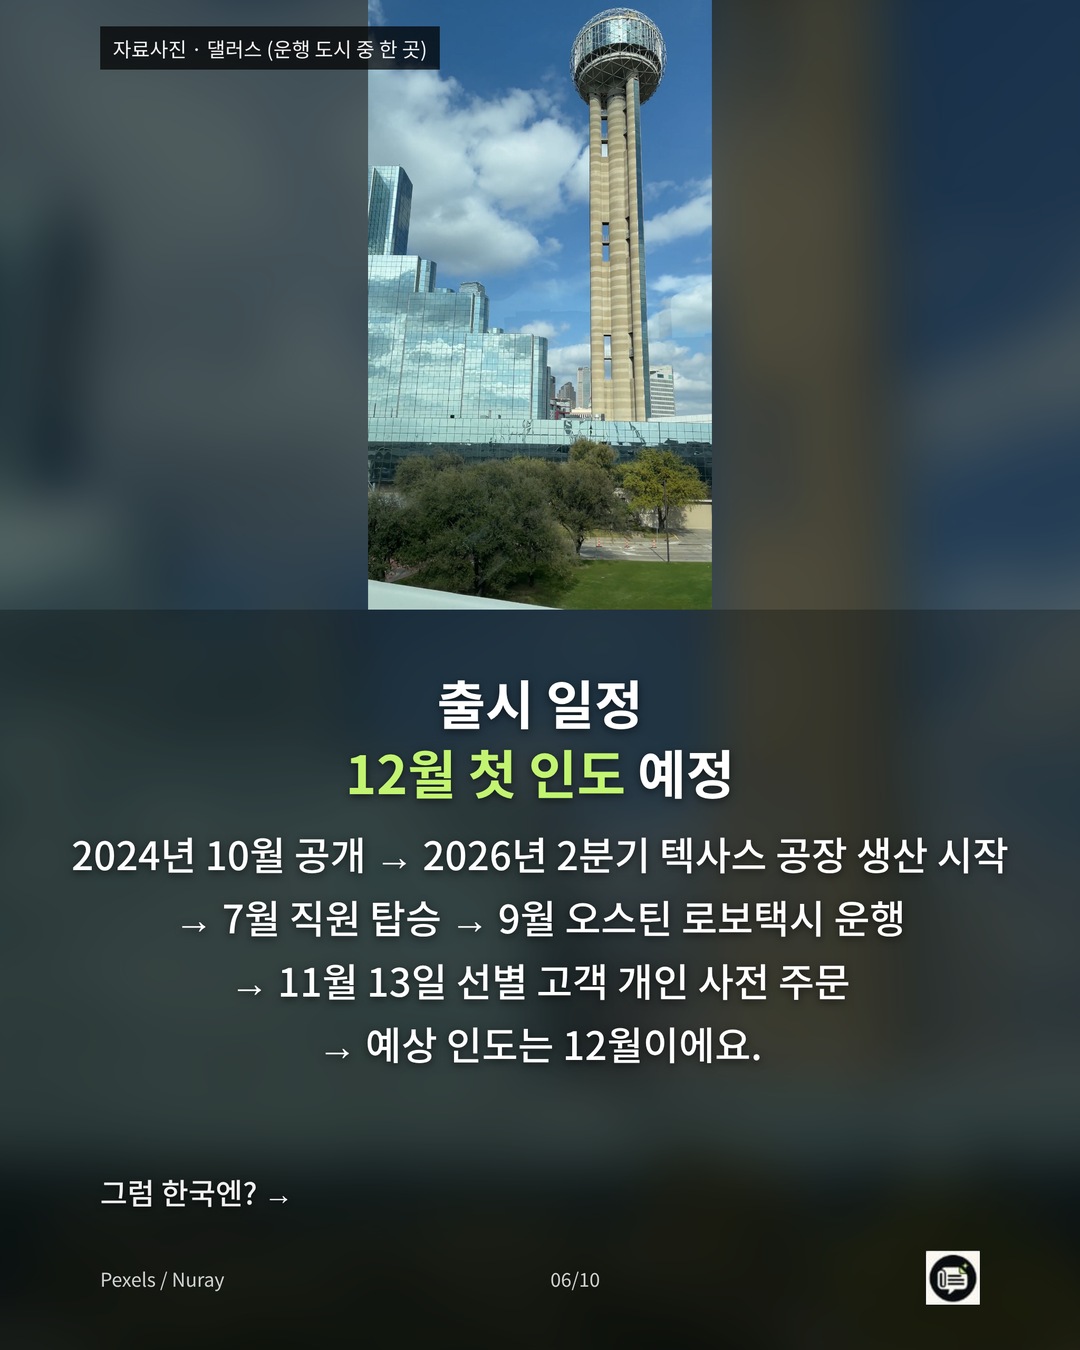 자료사진 · 댈러스 (운행 도시 중 한 곳)
출시 일정
12월 첫 인도 예정
2024년 10월 공개 → 2026년 2분기 텍사스 공장 생산 시작
→ 7월 직원 탑승 → 9월 오스틴 로보택시 운행
→ 11월 13일 선별 고객 개인 사전 주문
→ 예상 인도는 12월이에요.
그럼 한국엔? →
Pexels / Nuray
06/10